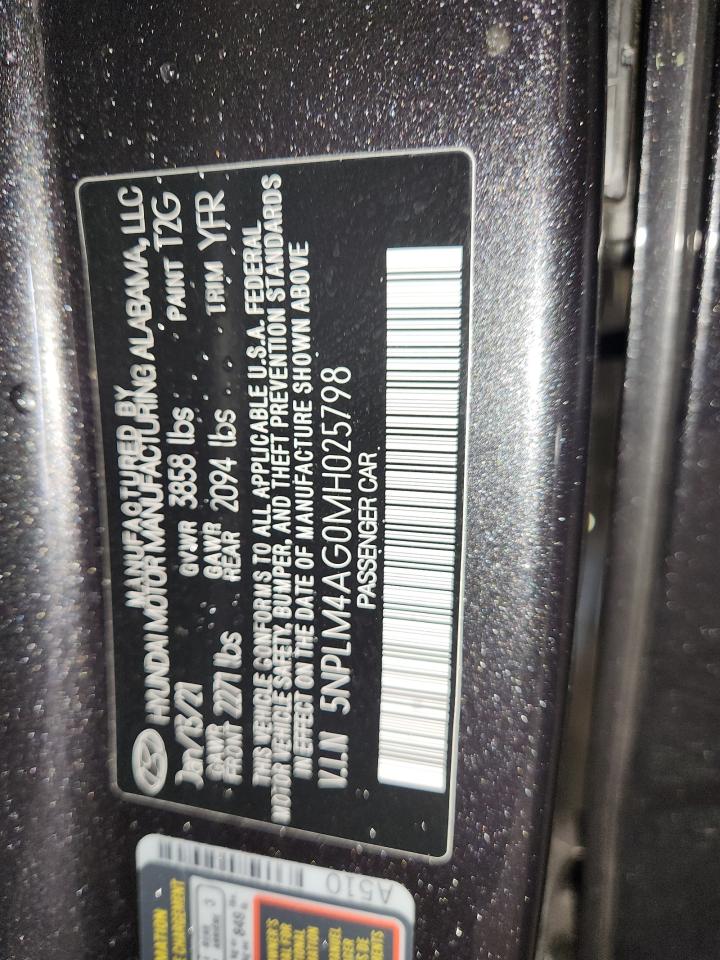 MANUFACTURED BY
HYUNDAI MOTOR MANUFACTURING ALABAMA, LLC
Jan/13/21 GVWR 3858 lbs PAINT T2G
GAWR FRONT 2271 lbs GAWR REAR 2094 lbs TRIM YFR
THIS VEHICLE CONFORMS TO ALL APPLICABLE U.S.A. FEDERAL
MOTOR VEHICLE SAFETY, BUMPER, AND THEFT PREVENTION STANDARDS
IN EFFECT ON THE DATE OF MANUFACTURE SHOWN ABOVE
V.I.N 5NPLM4AG0MH025798
PASSENGER CAR
A510